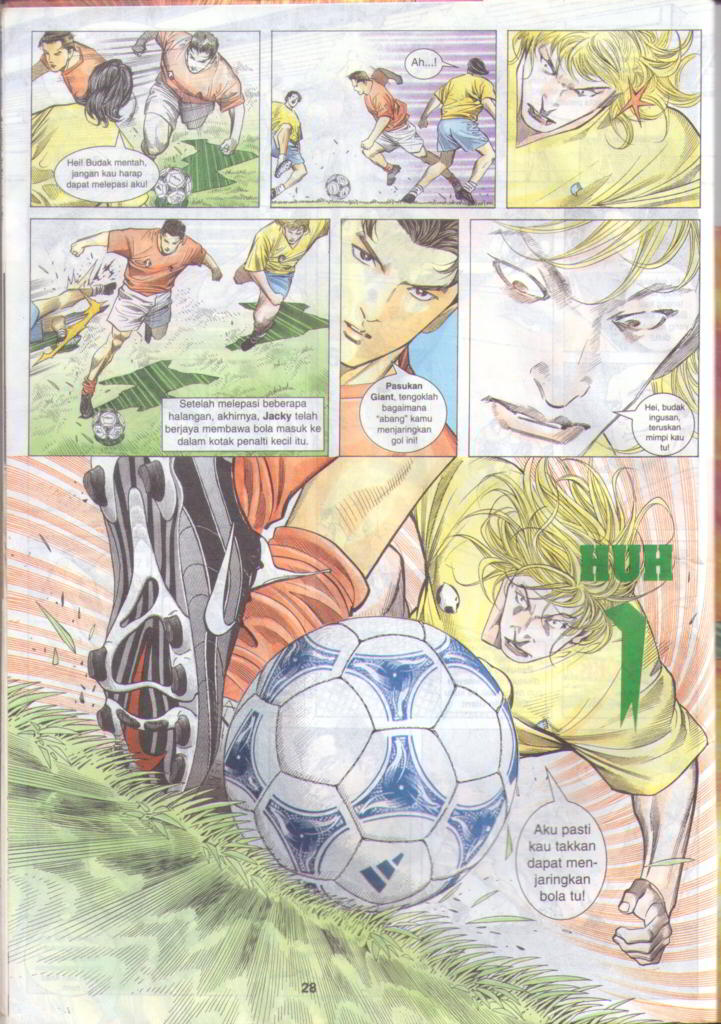 Hei! Budak mentah,
jangan kau harap
dapat melepasi aku!
Ah...!
Setelah melepasi beberapa
halangan, akhirnya, Jacky telah
berjaya membawa bola masuk ke
dalam kotak penalti kecil itu.
Pasukan
Giant, tengoklah
bagaimana
"abang" kamu
menjaringkan
gol ini!
Hei, budak
ingusan,
teruskan
mimpi kau
tu!
HUH
Aku pasti
kau takkan
dapat men-
jaringkan
bola tu!
28